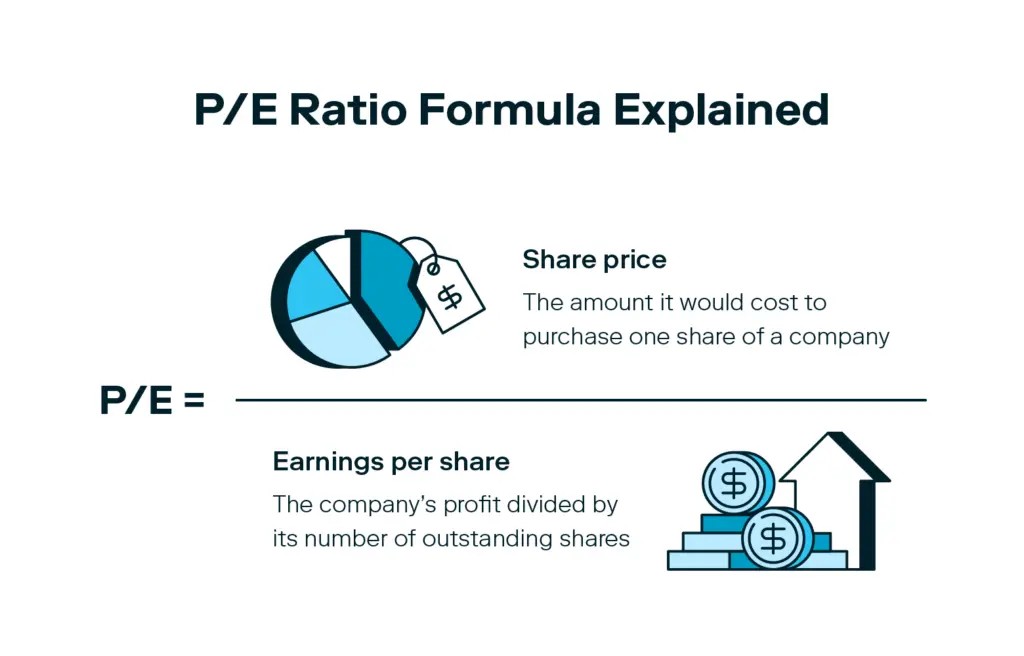 P/E Ratio Formula Explained
Share price
The amount it would cost to
purchase one share of a company
$
P/E =
Earnings per share
The company’s profit divided by
its number of outstanding shares
$
$